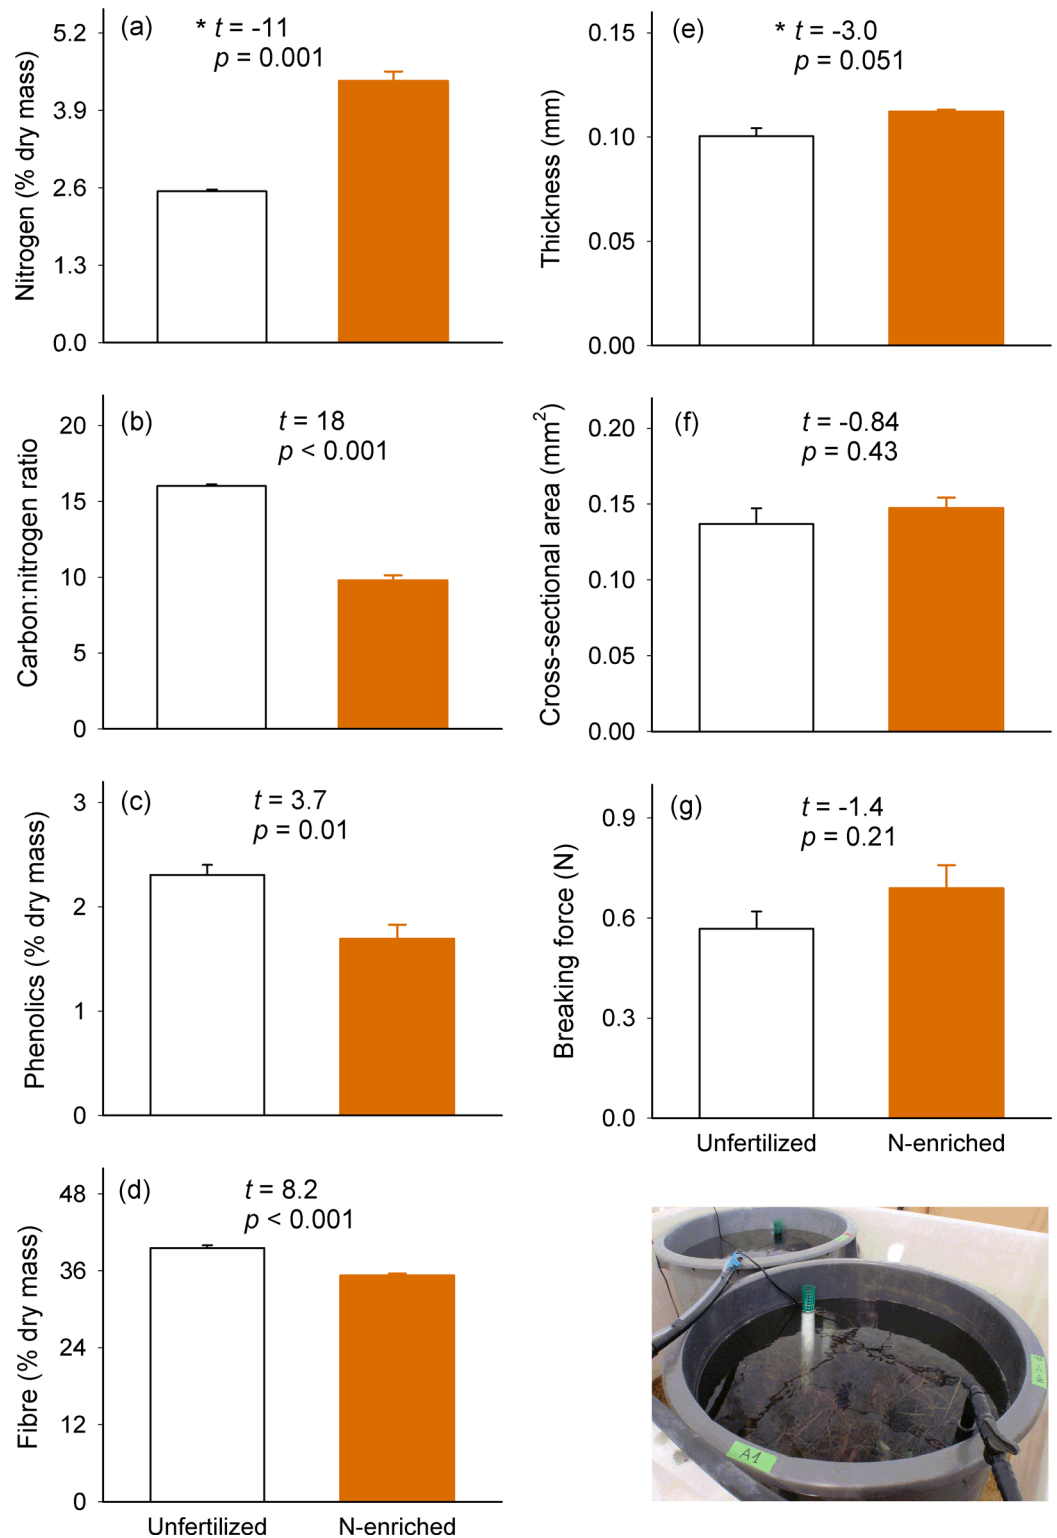 (a)
* t = -11
p = 0.001
Nitrogen (% dry mass)
5.2
3.9
2.6
1.3
0.0
(b)
t = 18
p < 0.001
Carbon:nitrogen ratio
20
15
10
5
0
(c)
t = 3.7
p = 0.01
Phenolics (% dry mass)
3
2
1
0
(d)
t = 8.2
p < 0.001
Fibre (% dry mass)
48
36
24
12
0
Unfertilized N-enriched
(e)
* t = -3.0
p = 0.051
Thickness (mm)
0.15
0.10
0.05
0.00
(f)
t = -0.84
p = 0.43
Cross-sectional area (mm²)
0.20
0.15
0.10
0.05
0.00
(g)
t = -1.4
p = 0.21
Breaking force (N)
0.9
0.6
0.3
0.0
Unfertilized N-enriched
A1